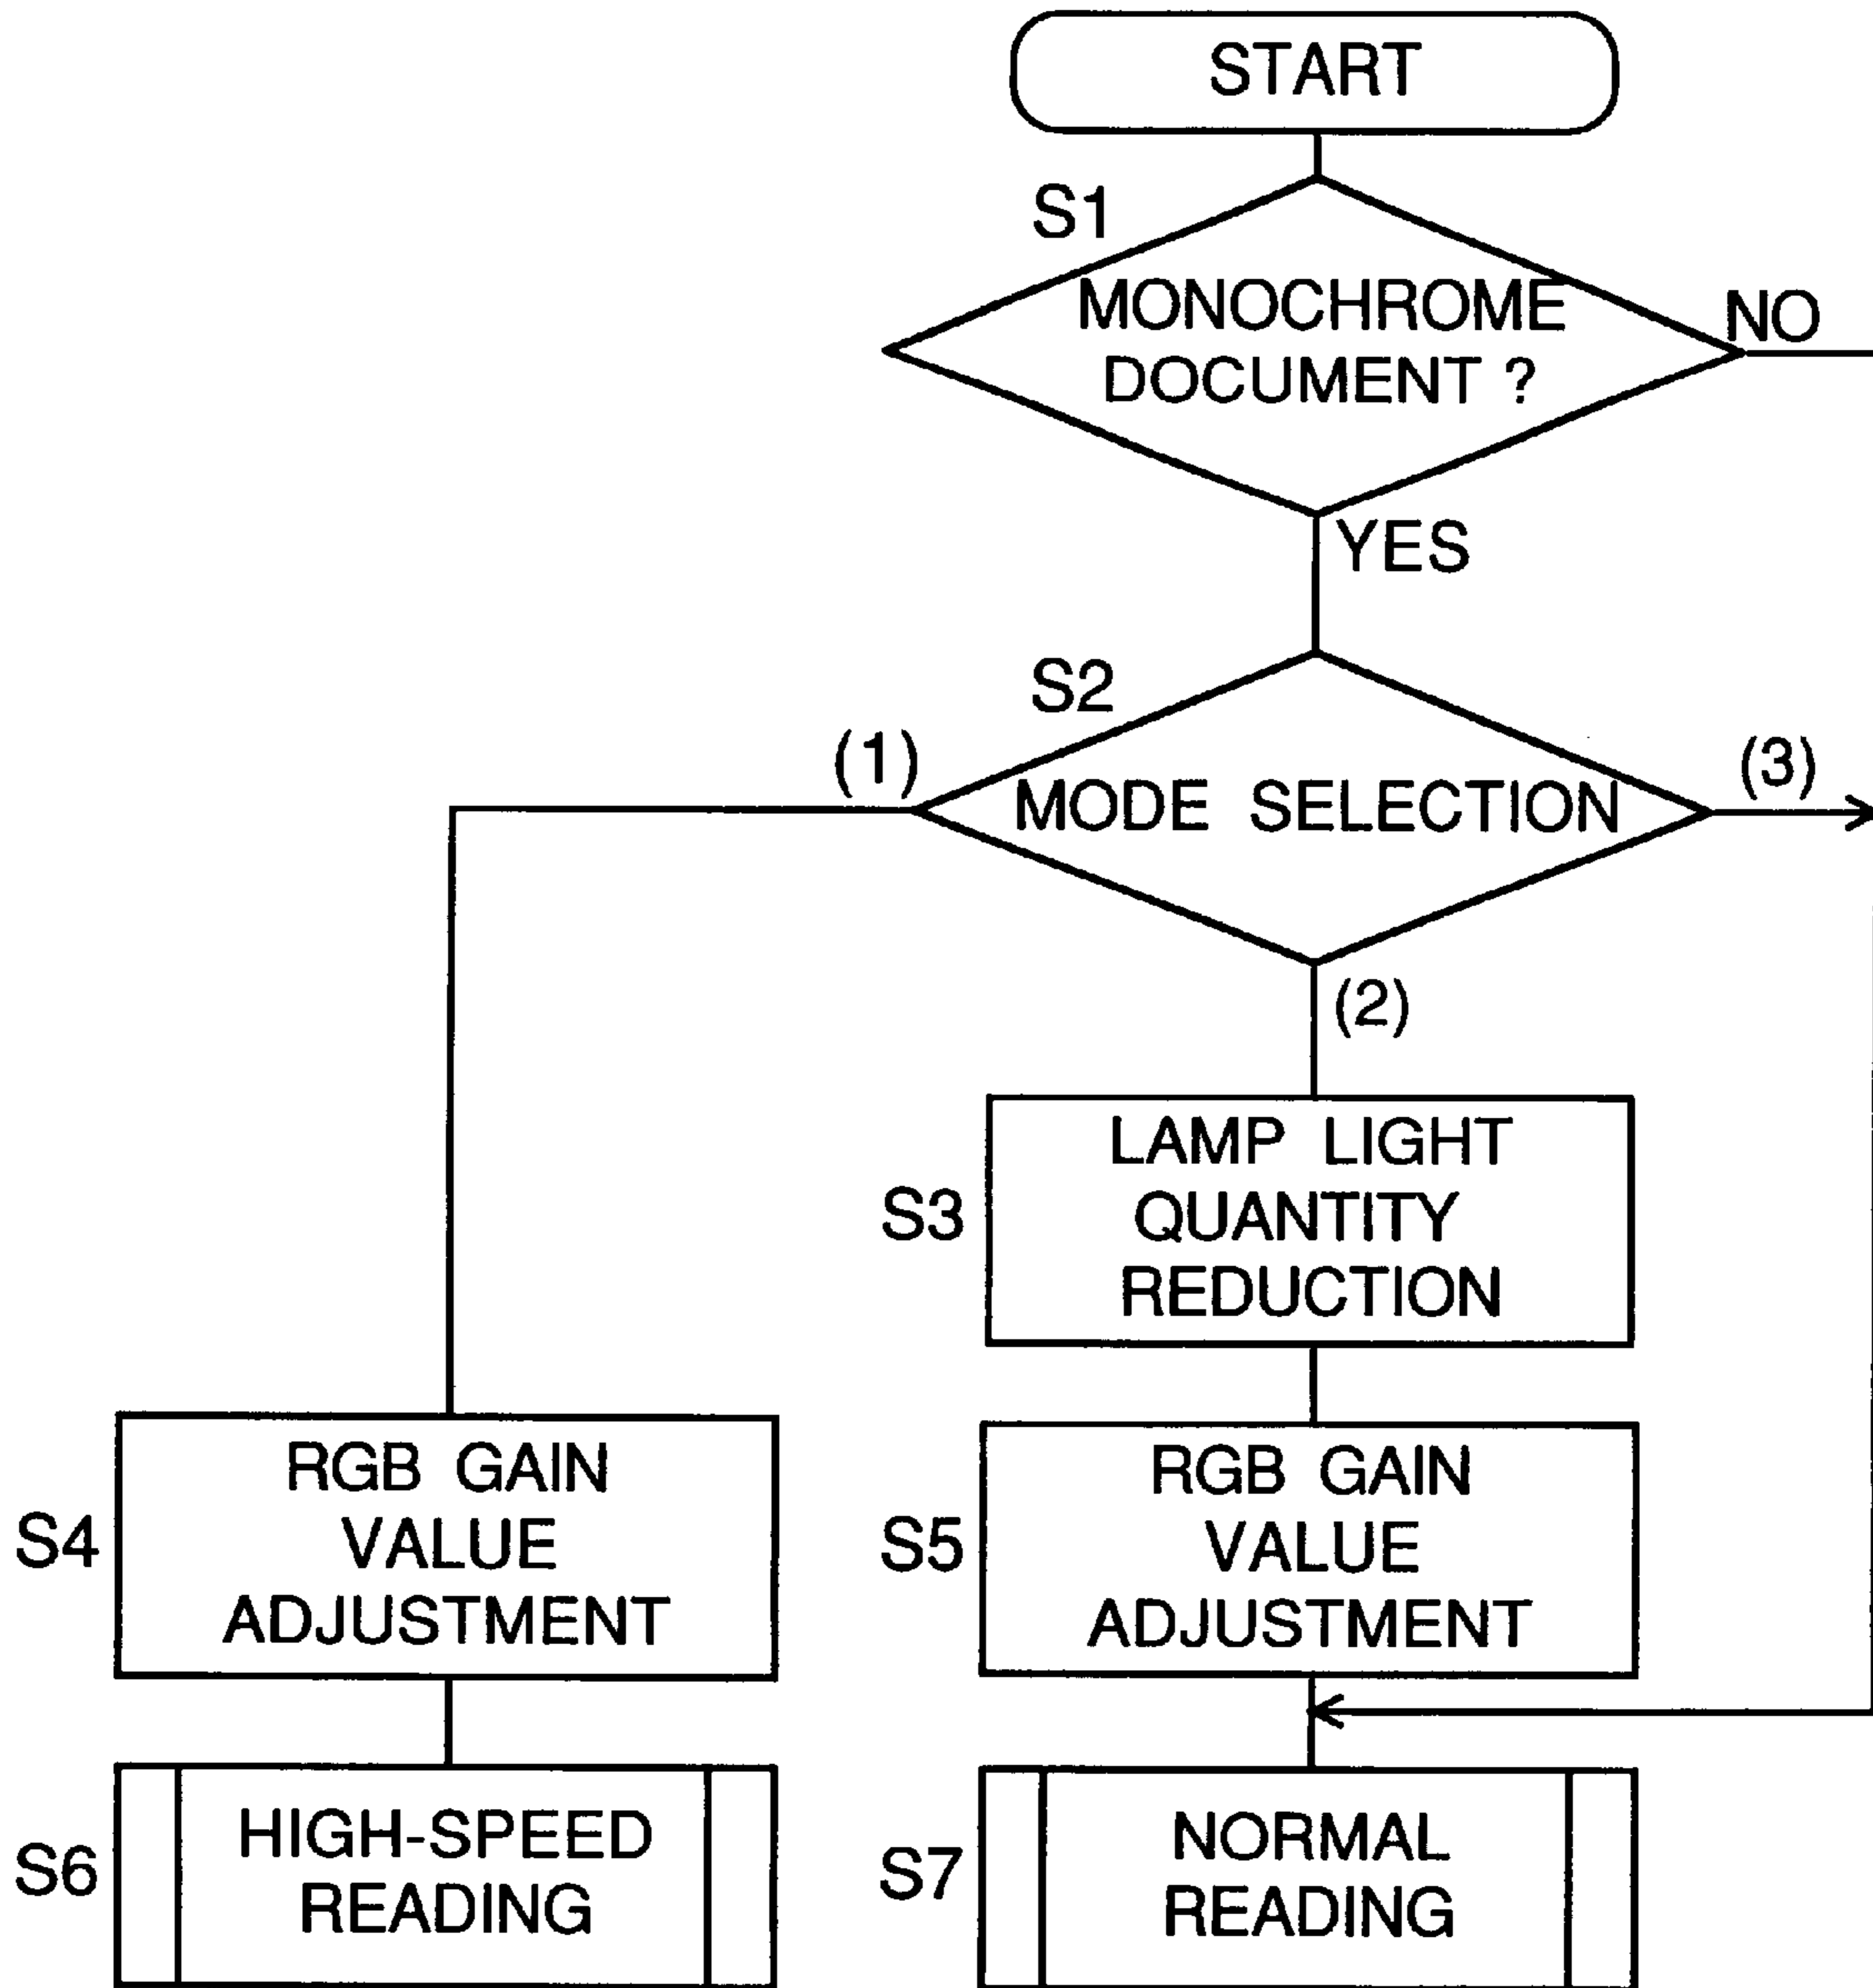 START
S1
MONOCHROME
DOCUMENT ?
NO
YES
S2
(1)
MODE SELECTION
(3)
(2)
S3
LAMP LIGHT
QUANTITY
REDUCTION
S4
RGB GAIN
VALUE
ADJUSTMENT
S5
RGB GAIN
VALUE
ADJUSTMENT
S6
HIGH-SPEED
READING
S7
NORMAL
READING